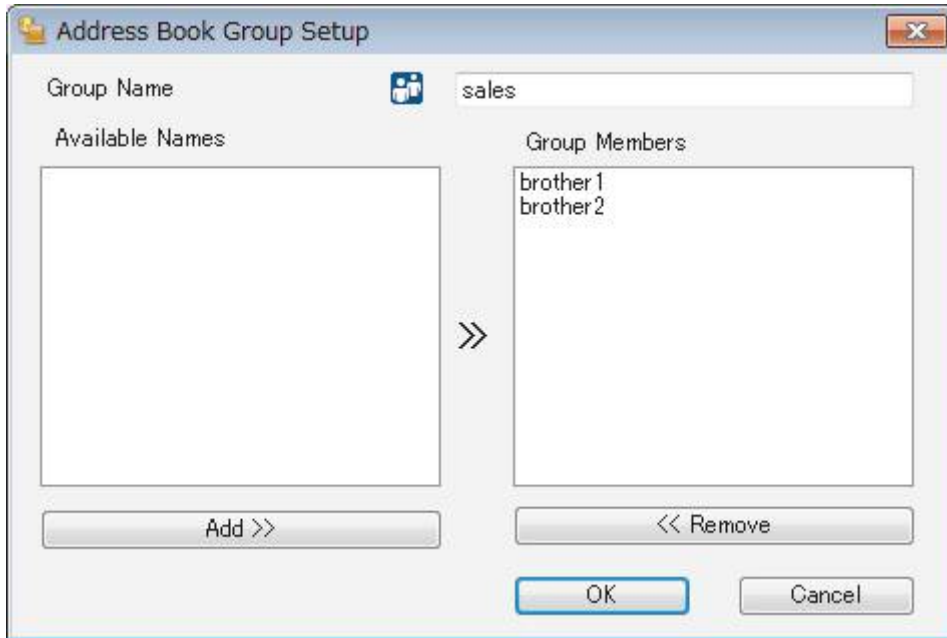 Address Book Group Setup
Group Name
sales
Available Names
Group Members
brother1
brother2
>>
Add >>
<< Remove
OK
Cancel